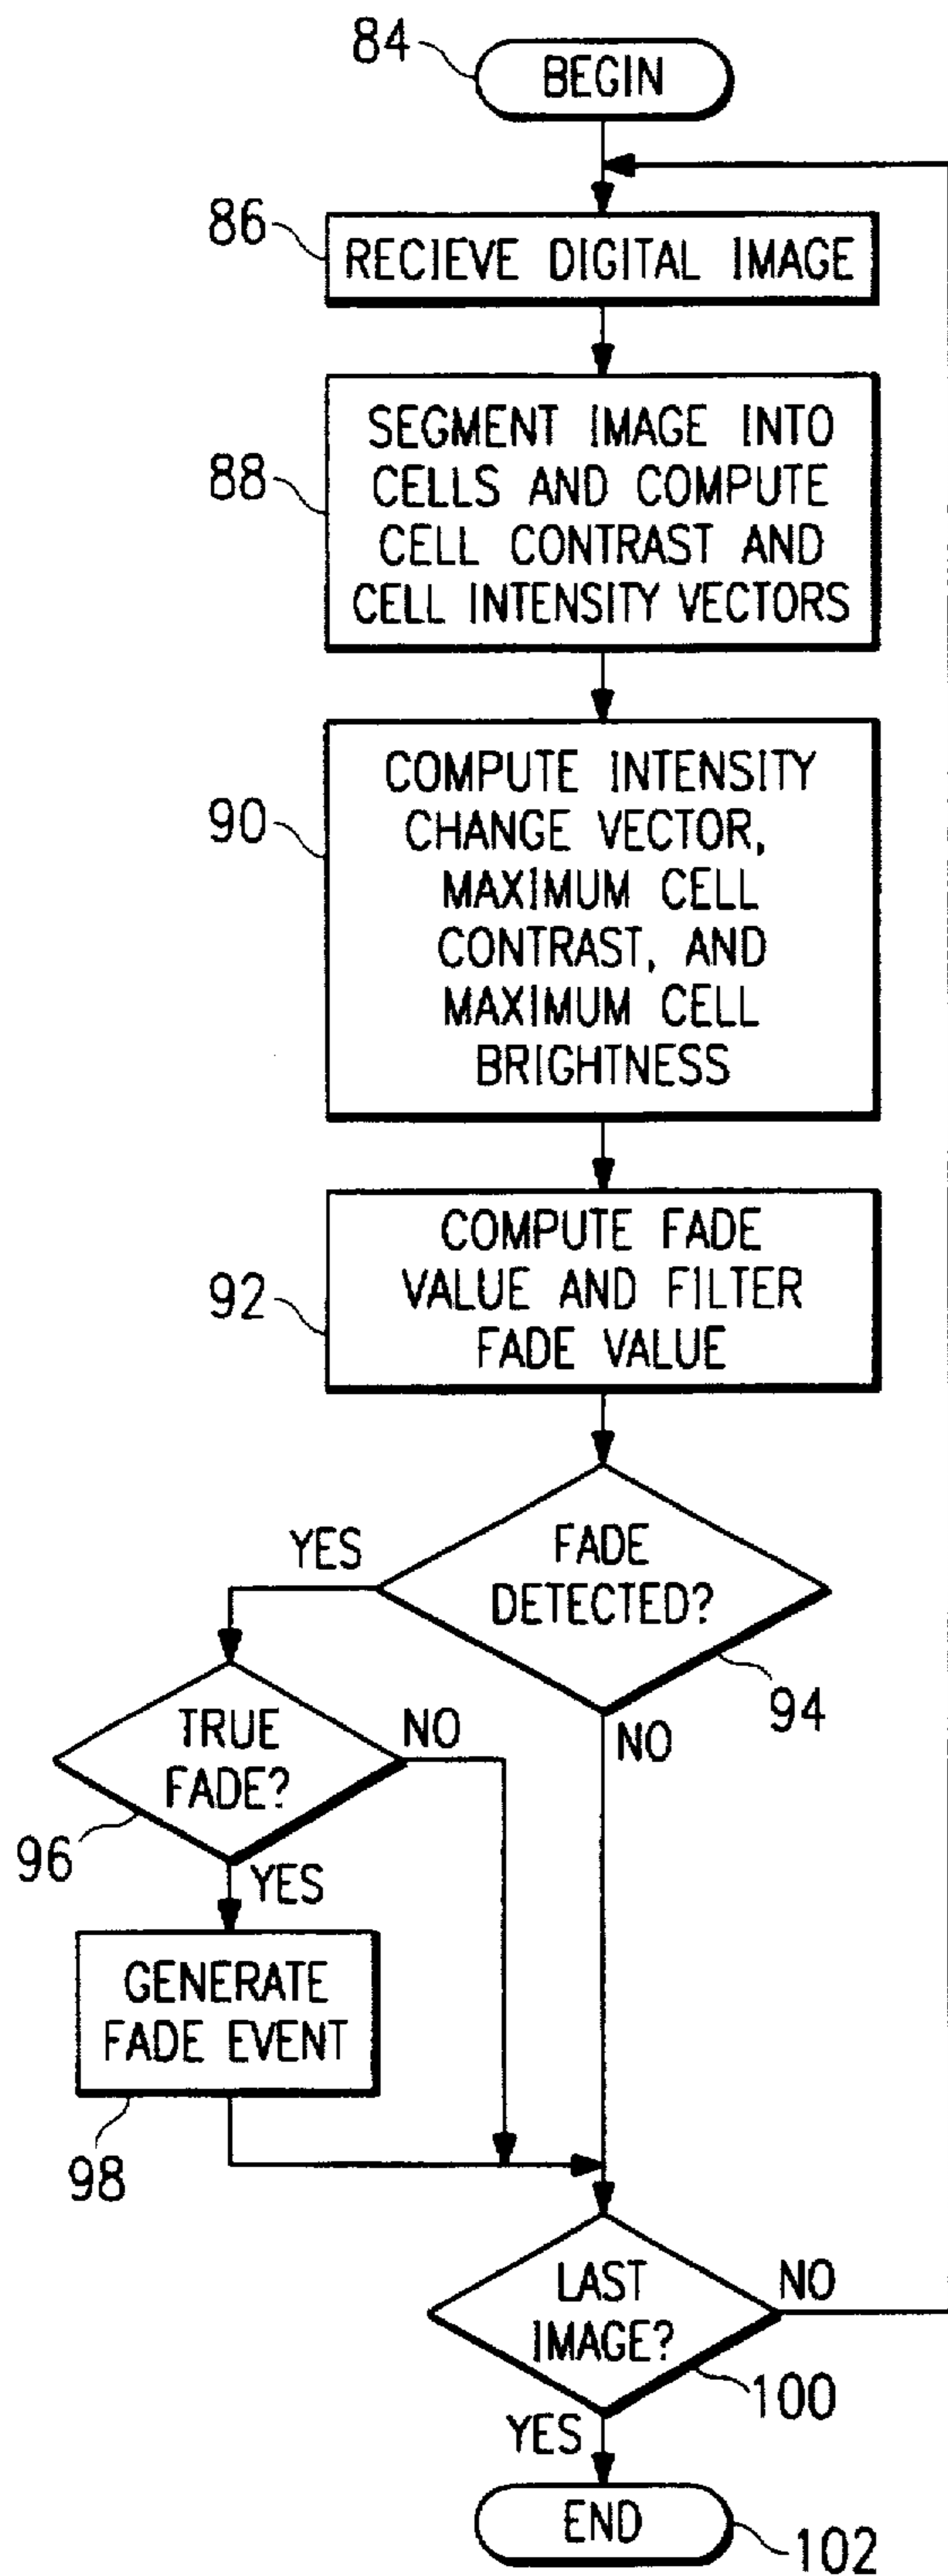 84
BEGIN
86
RECIEVE DIGITAL IMAGE
88
SEGMENT IMAGE INTO
CELLS AND COMPUTE
CELL CONTRAST AND
CELL INTENSITY VECTORS
90
COMPUTE INTENSITY
CHANGE VECTOR,
MAXIMUM CELL
CONTRAST, AND
MAXIMUM CELL
BRIGHTNESS
92
COMPUTE FADE
VALUE AND FILTER
FADE VALUE
YES
FADE
DETECTED?
94
NO
TRUE
FADE?
NO
96
YES
GENERATE
FADE EVENT
98
LAST
IMAGE?
NO
100
YES
END
102